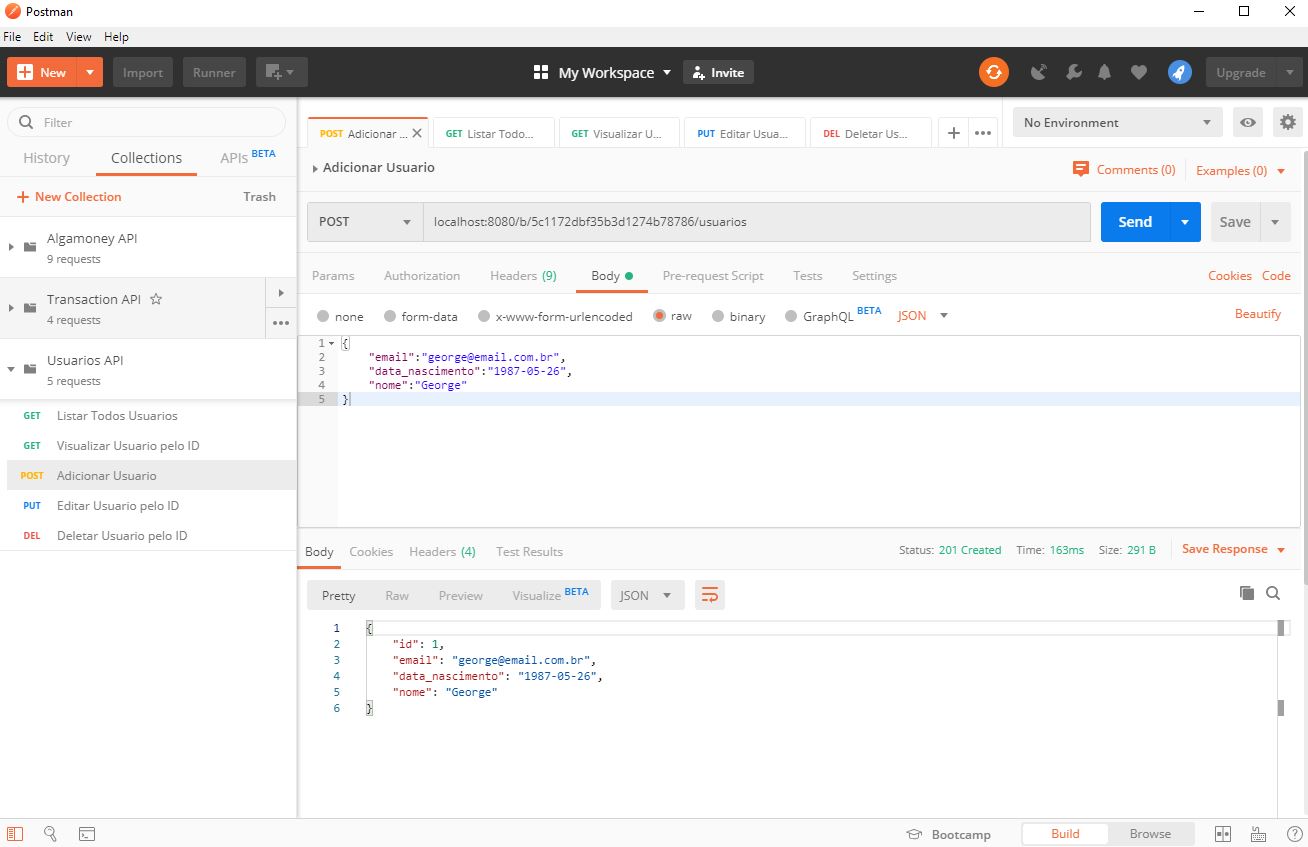 Postman
File Edit View Help
New Import Runner My Workspace Invite Upgrade
Filter
History Collections APIs BETA
New Collection Trash
Algamoney API
9 requests
Transaction API
4 requests
Usuarios API
5 requests
GET Listar Todos Usuarios
GET Visualizar Usuario pelo ID
POST Adicionar Usuario
PUT Editar Usuario pelo ID
DEL Deletar Usuario pelo ID
POST Adicionar ... GET Listar Todo... GET Visualizar U... PUT Editar Usua... DEL Deletar Us... No Environment
Adicionar Usuario Comments (0) Examples (0)
POST localhost:8080/b/5c1172dbf35b3d1274b78786/usuarios Send Save
Params Authorization Headers (9) Body Pre-request Script Tests Settings Cookies Code
none form-data x-www-form-urlencoded raw binary GraphQL BETA JSON Beautify
1 {
2 "email":"george@email.com.br",
3 "data_nascimento":"1987-05-26",
4 "nome":"George"
5 }
Body Cookies Headers (4) Test Results Status: 201 Created Time: 163ms Size: 291 B Save Response
Pretty Raw Preview Visualize BETA JSON
1 {
2 "id": 1,
3 "email": "george@email.com.br",
4 "data_nascimento": "1987-05-26",
5 "nome": "George"
6 }
Bootcamp Build Browse